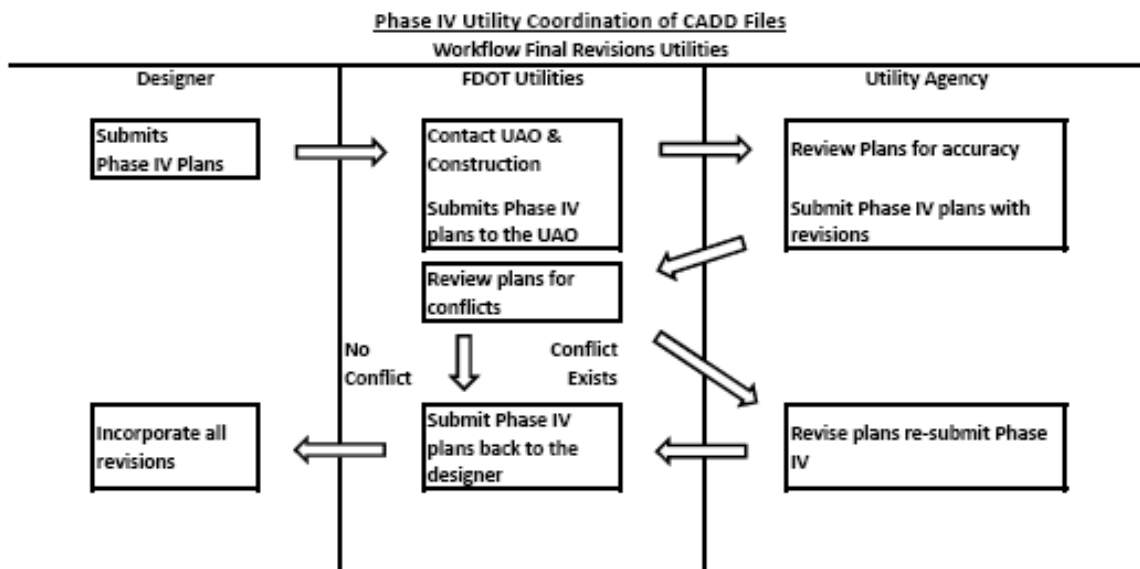 Phase IV Utility Coordination of CADD Files
Workflow Final Revisions Utilities
Designer
FDOT Utilities
Utility Agency
Submits
Phase IV Plans
Contact UAO &
Construction
Submits Phase IV
plans to the UAO
Review Plans for accuracy
Submit Phase IV plans with
revisions
Review plans for
conflicts
No
Conflict
Conflict
Exists
Incorporate all
revisions
Submit Phase IV
plans back to the
designer
Revise plans re-submit Phase
IV